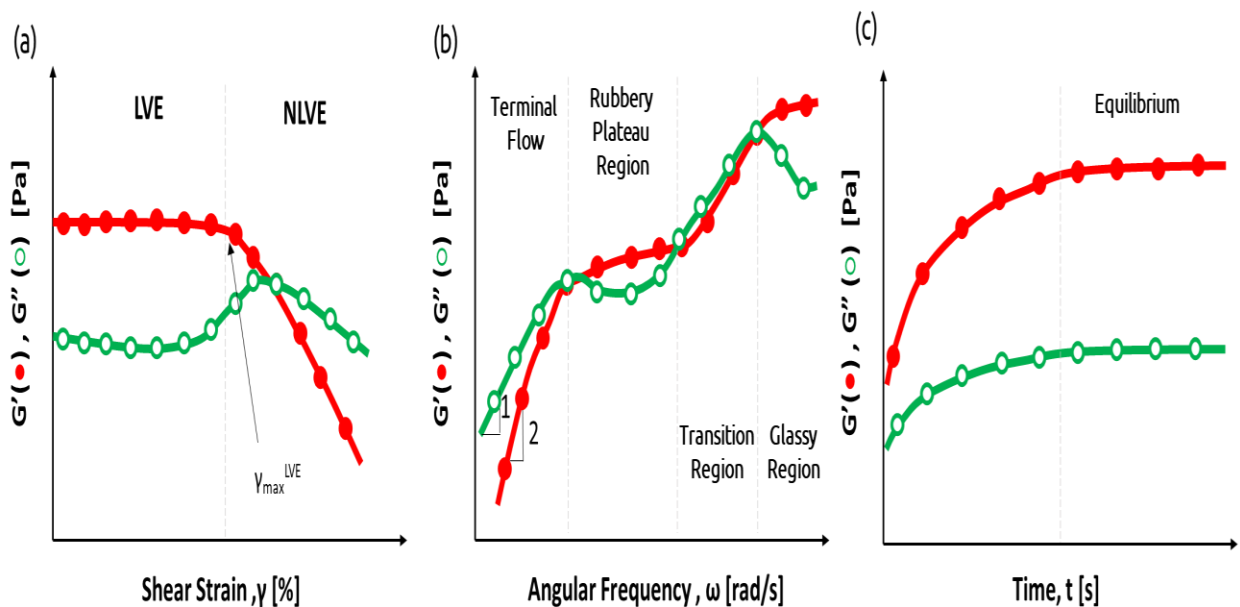 (a)
LVE
NLVE
G'(●) , G"(○) [Pa]
γmax LVE
Shear Strain ,γ [%]
(b)
Terminal
Flow
Rubbery
Plateau
Region
1
2
Transition
Region
Glassy
Region
G'(●) , G"(○) [Pa]
Angular Frequency , ω [rad/s]
(c)
Equilibrium
G'(●) , G"(○) [Pa]
Time, t [s]